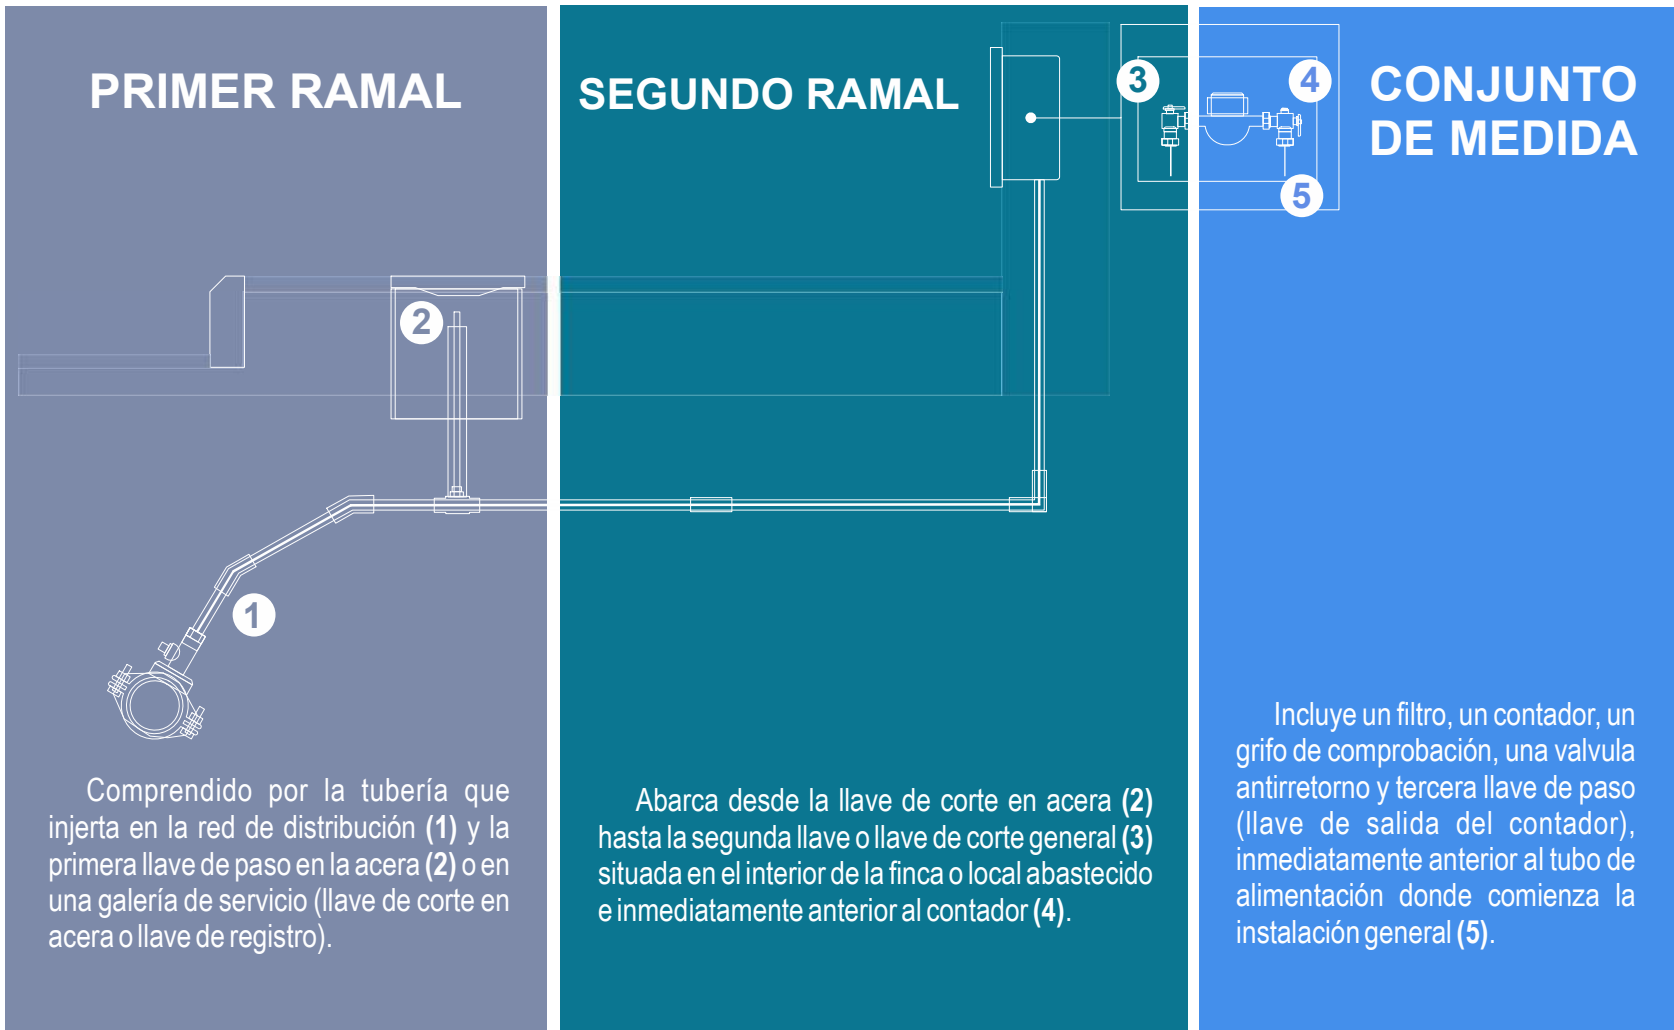 PRIMER RAMAL
2
1
Comprendido por la tubería que
injerta en la red de distribución (1) y la
primera llave de paso en la acera (2) o en
una galería de servicio (llave de corte en
acera o llave de registro).
SEGUNDO RAMAL
3
Abarca desde la llave de corte en acera (2)
hasta la segunda llave o llave de corte general (3)
situada en el interior de la finca o local abastecido
e inmediatamente anterior al contador (4).
4
5
CONJUNTO
DE MEDIDA
Incluye un filtro, un contador, un
grifo de comprobación, una valvula
antirretorno y tercera llave de paso
(llave de salida del contador),
inmediatamente anterior al tubo de
alimentación donde comienza la
instalación general (5).